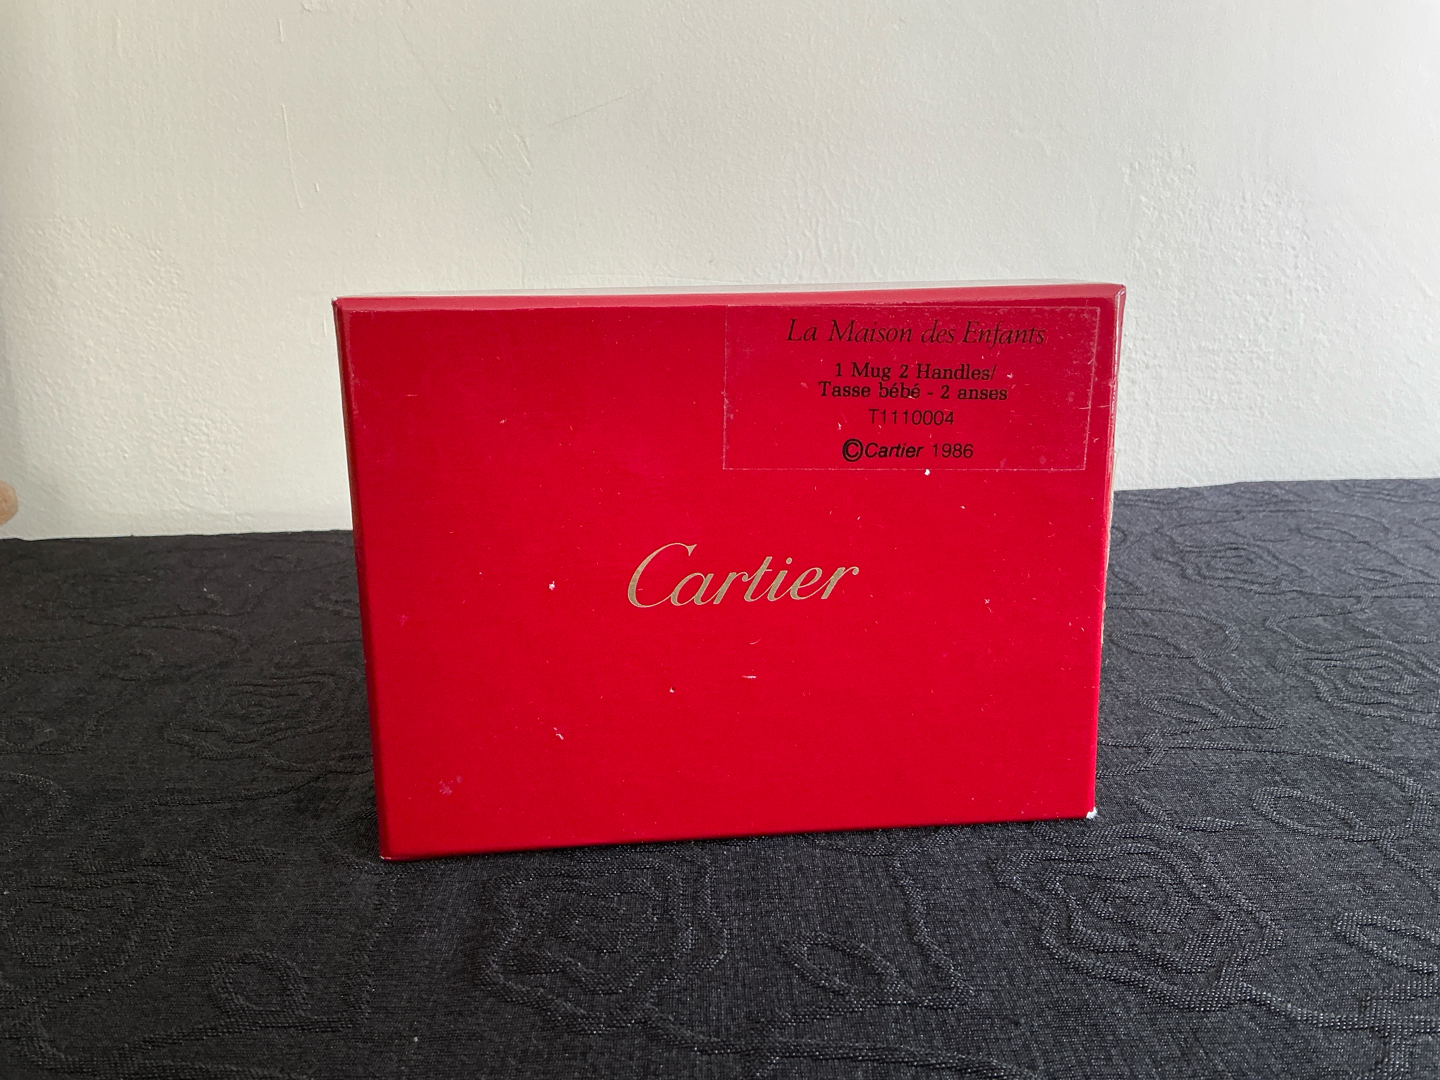 La Maison des Enfants
1 Mug 2 Handles/
Tasse bébé - 2 anses
T1110004
©Cartier 1986
Cartier